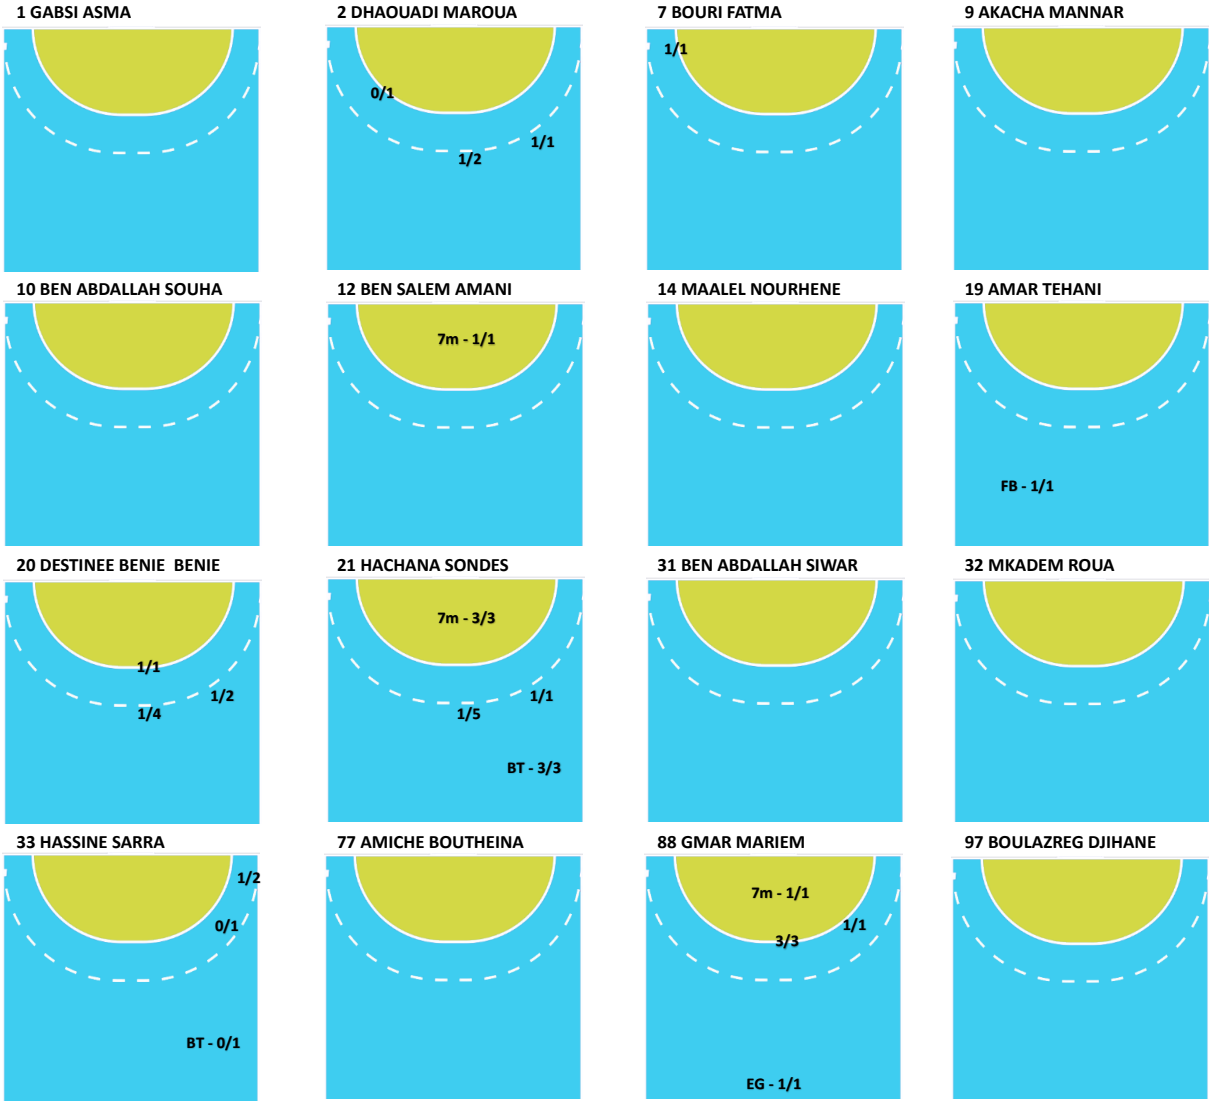 1 GABSI ASMA
2 DHAOUADI MAROUA
0/1
1/1
1/2
7 BOURI FATMA
1/1
9 AKACHA MANNAR
10 BEN ABDALLAH SOUHA
12 BEN SALEM AMANI
7m - 1/1
14 MAALEL NOURHENE
19 AMAR TEHANI
FB - 1/1
20 DESTINEE BENIE  BENIE
1/1
1/2
1/4
21 HACHANA SONDES
7m - 3/3
1/1
1/5
BT - 3/3
31 BEN ABDALLAH SIWAR
32 MKADEM ROUA
33 HASSINE SARRA
1/2
0/1
BT - 0/1
77 AMICHE BOUTHEINA
88 GMAR MARIEM
7m - 1/1
1/1
3/3
EG - 1/1
97 BOULAZREG DJIHANE